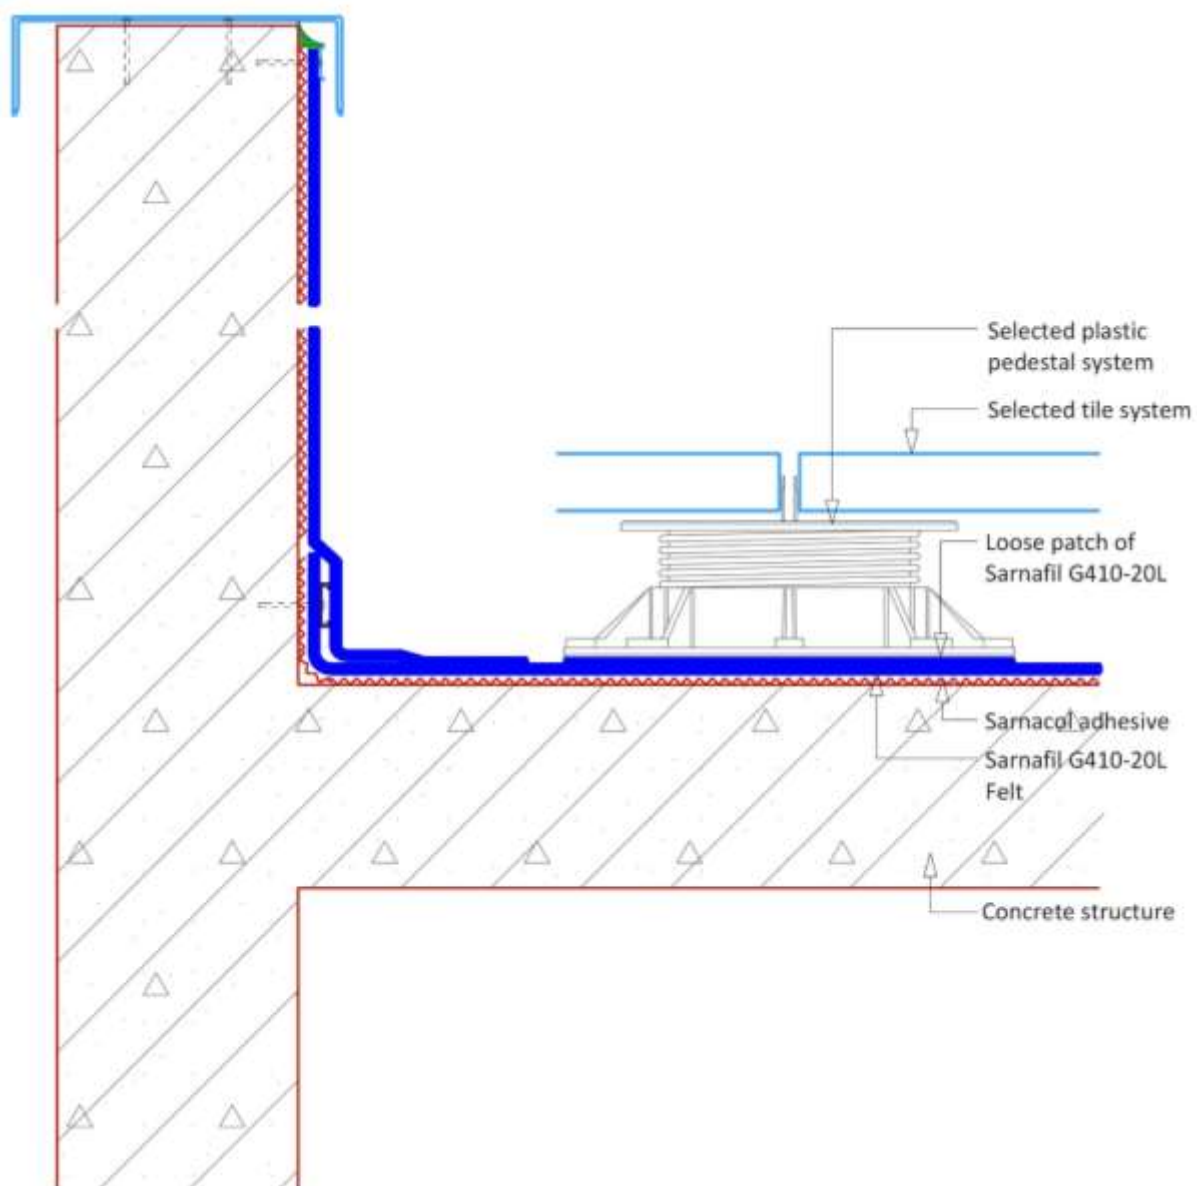 Selected plastic
pedestal system
Selected tile system
Loose patch of
Sarnafil G410-20L
Sarnacol adhesive
Sarnafil G410-20L
Felt
Concrete structure